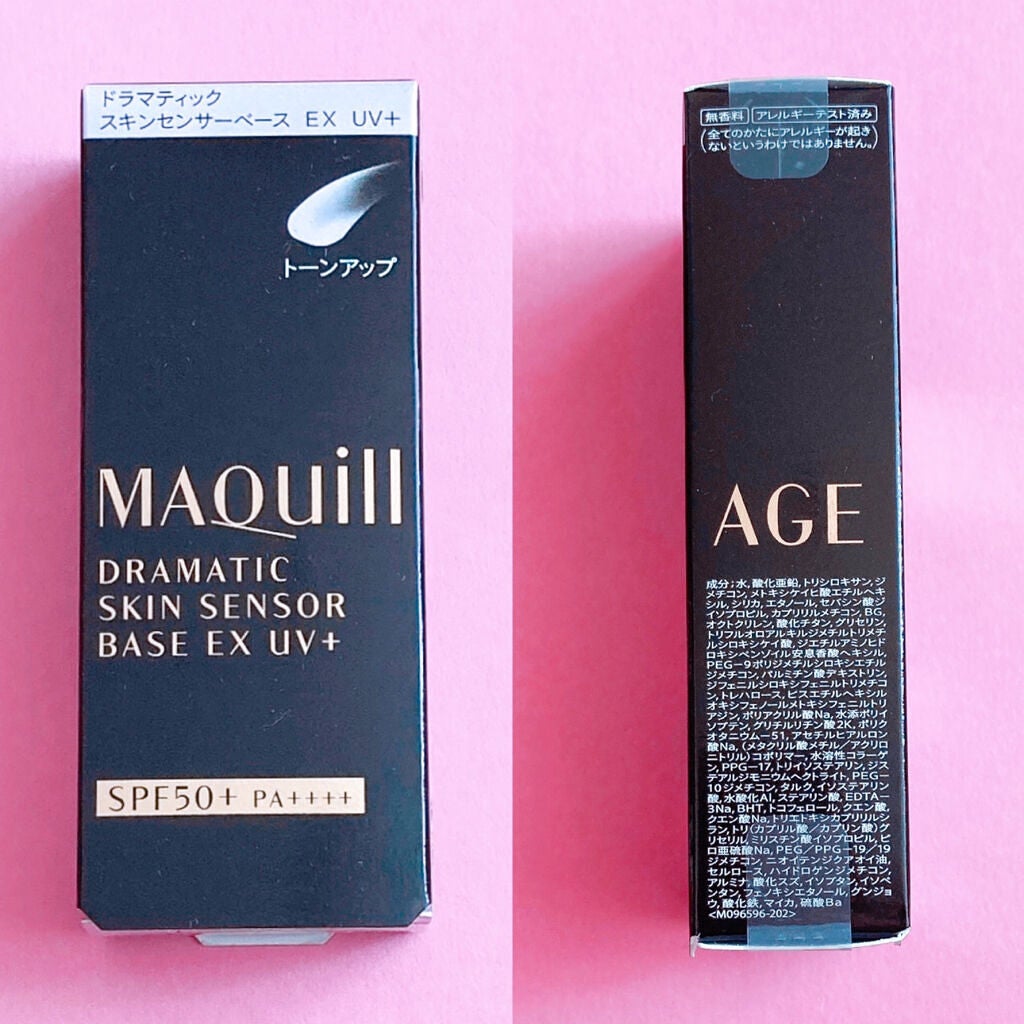 ドラマティック
スキンセンサーベース EX UV+
トーンアップ
MAQuill
DRAMATIC
SKIN SENSOR
BASE EX UV+
SPF50+ PA++++
無香料 アレルギーテスト済み
(全てのかたにアレルギーが起き
ないというわけではありません。)
AGE
成分;水,酸化亜鉛,トリシロキサン,ジ
メチコン,メトキシケイヒ酸エチルヘキ
シル,シリカ,エタノール,セバシン酸ジ
イソプロピル,カプリリルメチコン,BG,
オクトクリレン,酸化チタン,グリセリン,
トリフルオロアルキルジメチルトリメチ
ルシロキシケイ酸,ジエチルアミノヒド
ロキシベンゾイル安息香酸ヘキシル,
PEG-9ポリジメチルシロキシエチル
ジメチコン,パルミチン酸デキストリン,
ジフェニルシロキシフェニルトリメチコ
ン,トレハロース,ビスエチルヘキシル
オキシフェノールメトキシフェニルトリ
アジン,ポリアクリル酸Na,水添ポリイ
ソブテン,グリチルリチン酸2K,ポリク
オタニウム-51,アセチルヒアルロン
酸Na,(メタクリル酸メチル/アクリロ
ニトリル)コポリマー,水溶性コラーゲ
ン,PPG-17,トリイソステアリン,ジス
テアルジモニウムヘクトライト,PEG-
10ジメチコン,タルク,イソステアリン
酸,水酸化Al,ステアリン酸,EDTA-
3Na,BHT,トコフェロール,クエン酸,
クエン酸Na,トリエトキシカプリリルシ
ラン,トリ(カプリル酸/カプリン酸)グ
リセリル,ミリスチン酸イソプロピル,ピ
ロ亜硫酸Na,PEG/PPG-19/19
ジメチコン,ニオイテンジクアオイ油,
セルロース,ハイドロゲンジメチコン,
アルミナ,酸化スズ,イソブタン,イソペ
ンタン,フェノキシエタノール,グンジョ
ウ,酸化鉄,マイカ,硫酸Ba
<M096596-202>